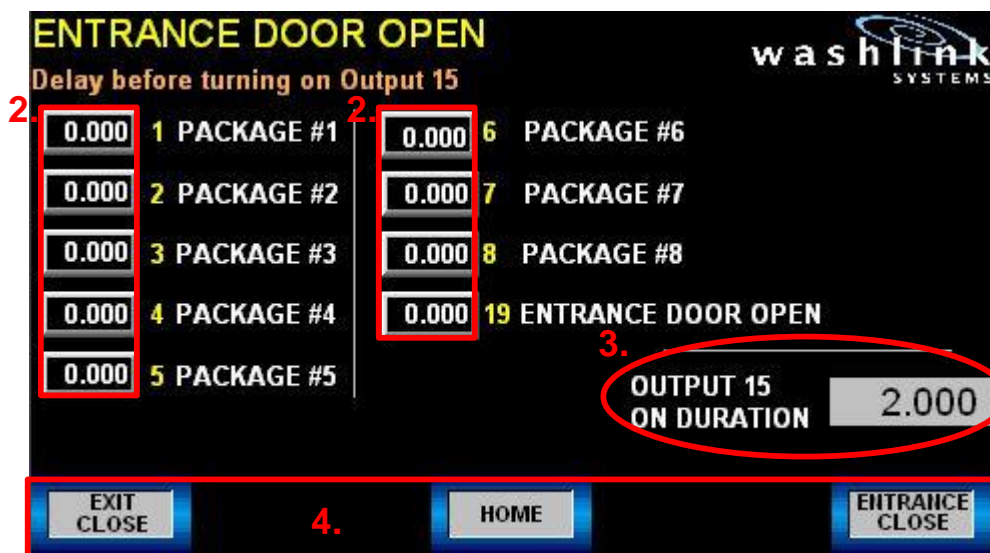 ENTRANCE DOOR OPEN
washlink
SYSTEMS
Delay before turning on Output 15
2.
2.
0.000 1 PACKAGE #1
0.000 6 PACKAGE #6
0.000 2 PACKAGE #2
0.000 7 PACKAGE #7
0.000 3 PACKAGE #3
0.000 8 PACKAGE #8
0.000 4 PACKAGE #4
0.000 19 ENTRANCE DOOR OPEN
0.000 5 PACKAGE #5
3.
OUTPUT 15
ON DURATION
2.000
EXIT
CLOSE
4.
HOME
ENTRANCE
CLOSE